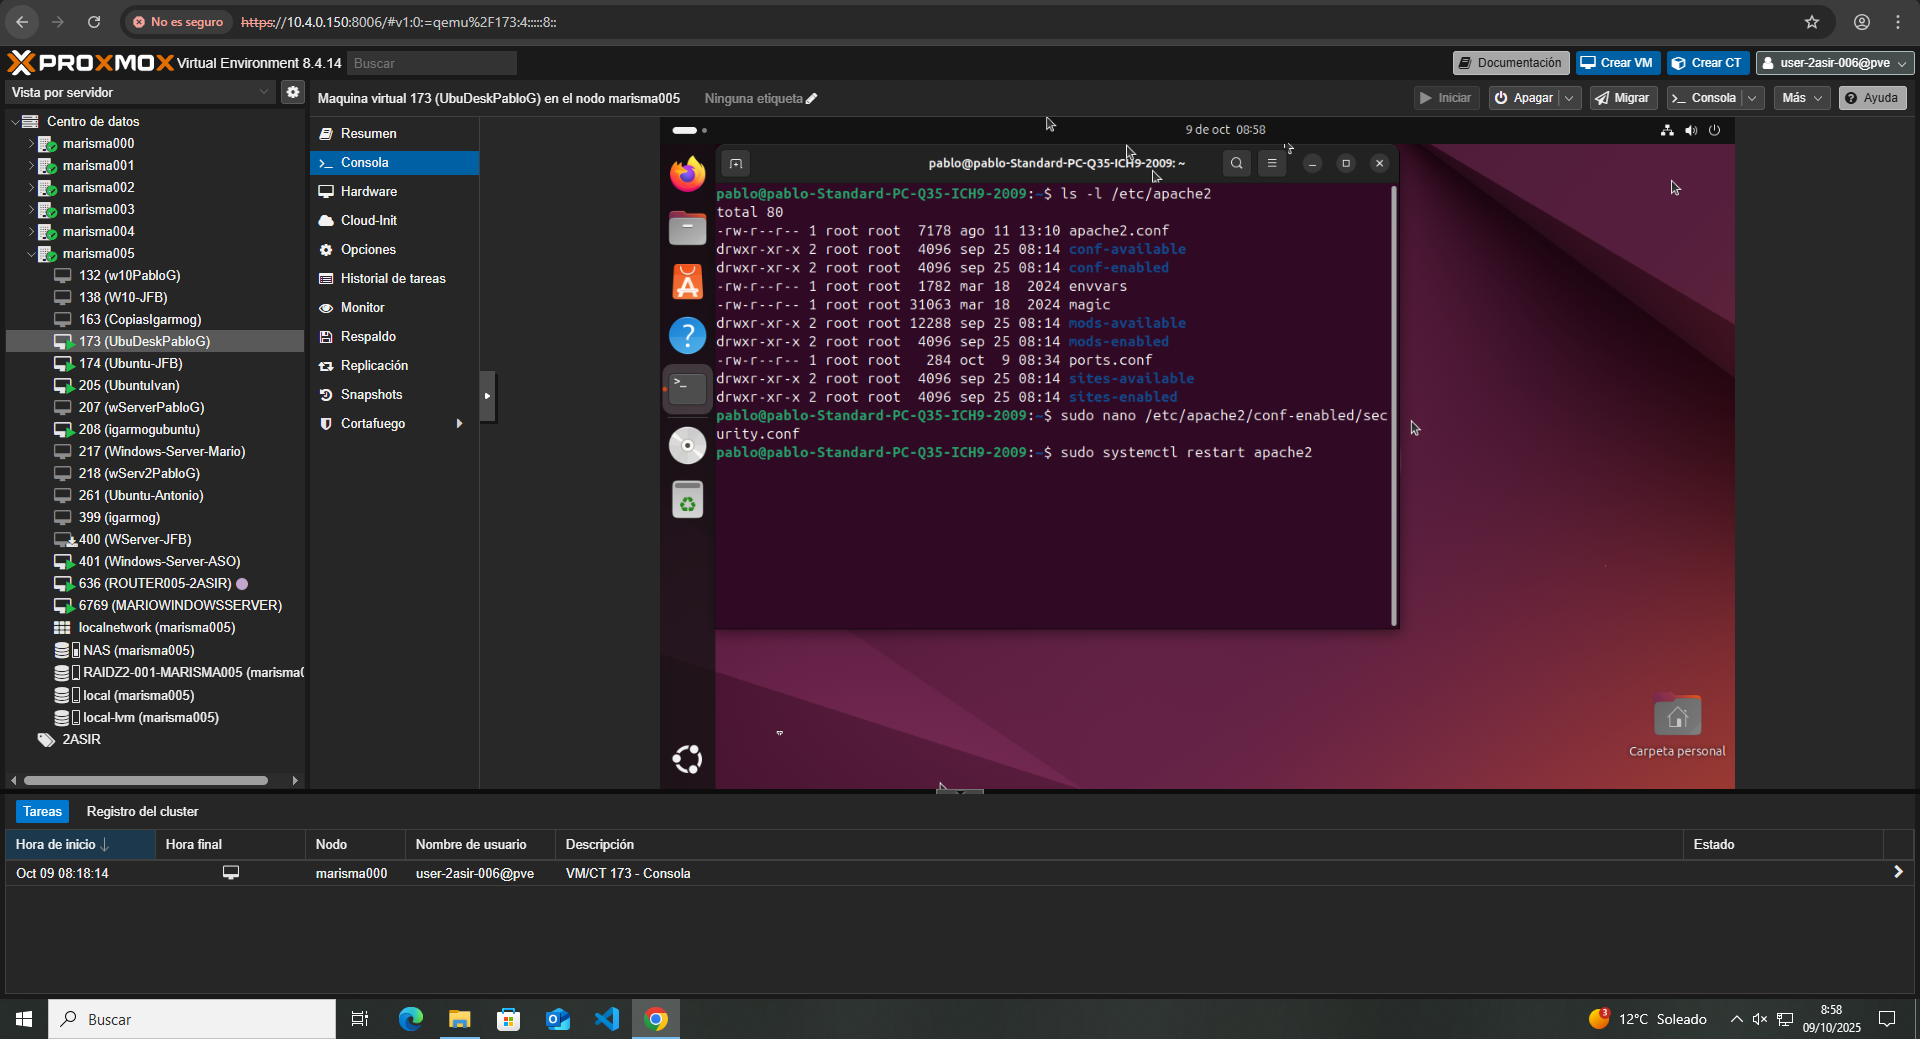 No es seguro
https://10.4.0.150:8006/#v1:0:=qemu%2F173:4:::::8::
PROXMOX Virtual Environment 8.4.14
Buscar
Documentación
Crear VM
Crear CT
user-2asir-006@pve
Vista por servidor
Maquina virtual 173 (UbuDeskPabloG) en el nodo marisma005
Ninguna etiqueta
Iniciar
Apagar
Migrar
Consola
Más
Ayuda
Centro de datos
marisma000
marisma001
marisma002
marisma003
marisma004
marisma005
132 (w10PabloG)
138 (W10-JFB)
163 (CopiasIgarmog)
173 (UbuDeskPabloG)
174 (Ubuntu-JFB)
205 (UbuntuIvan)
207 (wServerPabloG)
208 (igarmogubuntu)
217 (Windows-Server-Mario)
218 (wServ2PabloG)
261 (Ubuntu-Antonio)
399 (igarmog)
400 (WServer-JFB)
401 (Windows-Server-ASO)
636 (ROUTER005-2ASIR)
6769 (MARIOWINDOWSSERVER)
localnetwork (marisma005)
NAS (marisma005)
RAIDZ2-001-MARISMA005 (marisma0
local (marisma005)
local-lvm (marisma005)
2ASIR
Resumen
Consola
Hardware
Cloud-Init
Opciones
Historial de tareas
Monitor
Respaldo
Replicación
Snapshots
Cortafuego
9 de oct 08:58
pablo@pablo-Standard-PC-Q35-ICH9-2009: ~
pablo@pablo-Standard-PC-Q35-ICH9-2009:~$ ls -l /etc/apache2
total 80
-rw-r--r-- 1 root root  7178 ago 11 13:10 apache2.conf
drwxr-xr-x 2 root root  4096 sep 25 08:14 conf-available
drwxr-xr-x 2 root root  4096 sep 25 08:14 conf-enabled
-rw-r--r-- 1 root root  1782 mar 18  2024 envvars
-rw-r--r-- 1 root root 31063 mar 18  2024 magic
drwxr-xr-x 2 root root 12288 sep 25 08:14 mods-available
drwxr-xr-x 2 root root  4096 sep 25 08:14 mods-enabled
-rw-r--r-- 1 root root   284 oct  9 08:34 ports.conf
drwxr-xr-x 2 root root  4096 sep 25 08:14 sites-available
drwxr-xr-x 2 root root  4096 sep 25 08:14 sites-enabled
pablo@pablo-Standard-PC-Q35-ICH9-2009:~$ sudo nano /etc/apache2/conf-enabled/sec
urity.conf
pablo@pablo-Standard-PC-Q35-ICH9-2009:~$ sudo systemctl restart apache2
Carpeta personal
Tareas
Registro del cluster
Hora de inicio
Hora final
Nodo
Nombre de usuario
Descripción
Estado
Oct 09 08:18:14
marisma000
user-2asir-006@pve
VM/CT 173 - Consola
Buscar
3
12°C Soleado
8:58
09/10/2025